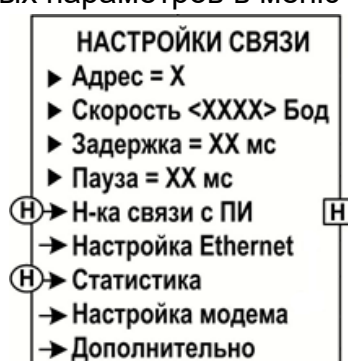 ных параметров в меню
НАСТРОЙКИ СВЯЗИ
Адрес = X
Скорость <XXXX> Бод
Задержка = XX мс
Пауза = XX мс
Н Н-ка связи с ПИ Н
Настройка Ethernet
Н Статистика
Настройка модема
Дополнительно